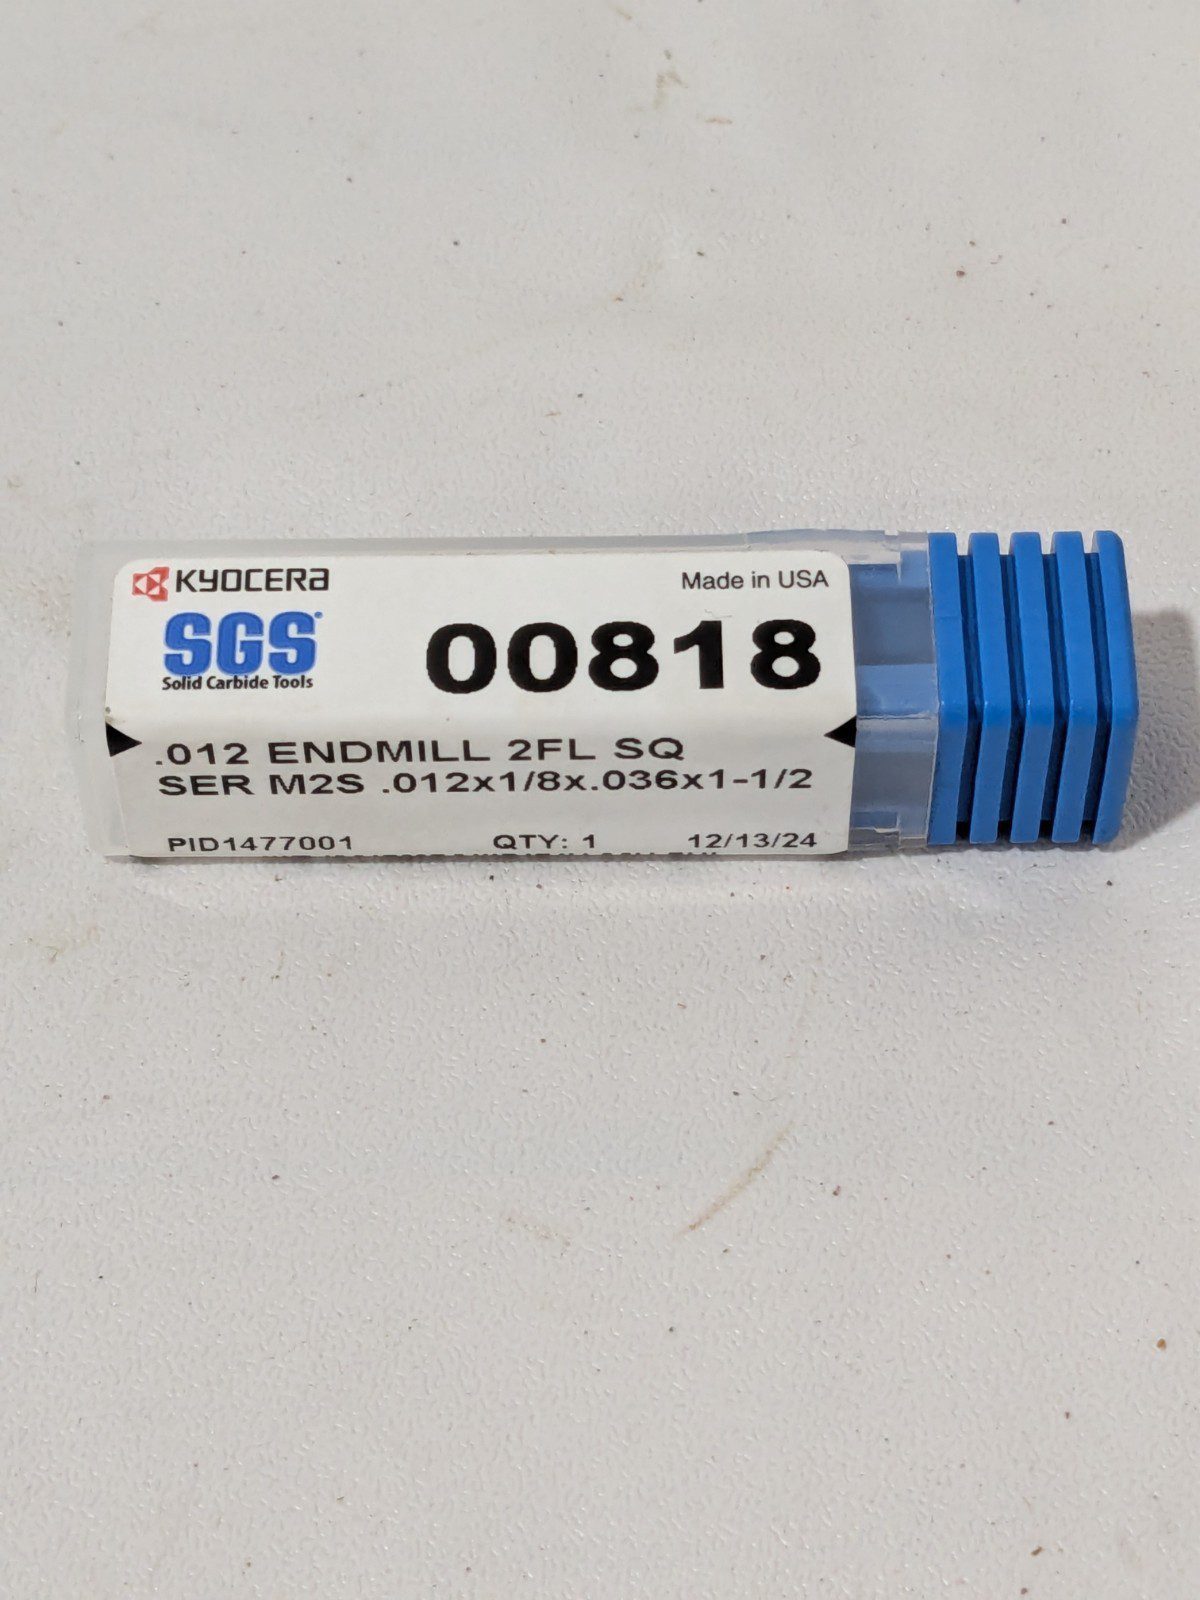 KYOCERA
Made in USA
SGS®
Solid Carbide Tools
00818
.012 ENDMILL 2FL SQ
SER M2S .012x1/8x.036x1-1/2
PID1477001 QTY: 1 12/13/24